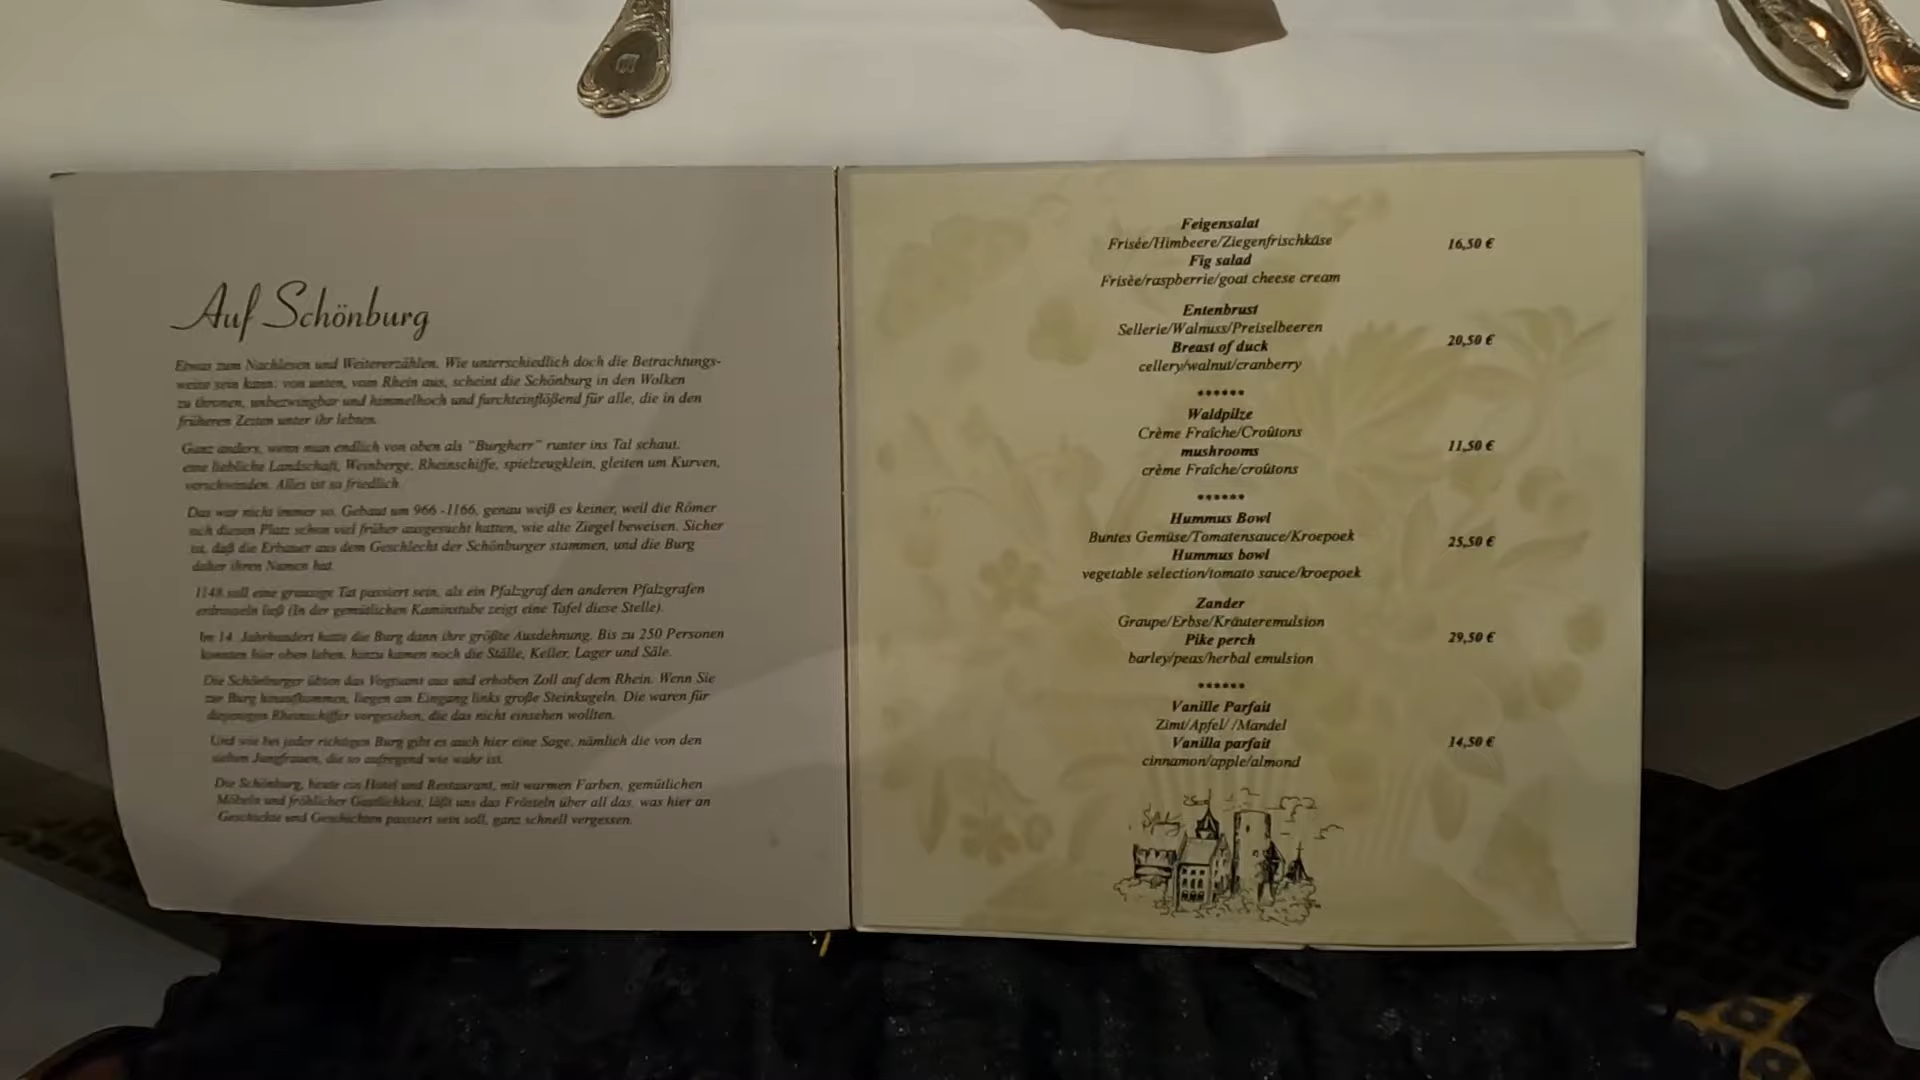 Auf Schönburg
Etwas zum Nachlesen und Weitererzählen. Wie unterschiedlich doch die Betrachtungs-
weise sein kann: von unten, vom Rhein aus, scheint die Schönburg in den Wolken
zu thronen, unbezwingbar und himmelhoch und furchteinflößend für alle, die in den
früheren Zeiten unter ihr lebten.
Ganz anders, wenn man endlich von oben als "Burgherr" runter ins Tal schaut:
eine liebliche Landschaft, Weinberge, Rheinschiffe, spielzeugklein, gleiten um Kurven,
verschwinden. Alles ist so friedlich.
Das war nicht immer so. Gebaut um 966 -1166, genau weiß es keiner, weil die Römer
sich diesen Platz schon viel früher ausgesucht hatten, wie alte Ziegel beweisen. Sicher
ist, daß die Erbauer aus dem Geschlecht der Schönburger stammen, und die Burg
daher ihren Namen hat.
1148 soll eine grausige Tat passiert sein, als ein Pfalzgraf den anderen Pfalzgrafen
erdrosseln ließ (In der gemütlichen Kaminstube zeigt eine Tafel diese Stelle).
Im 14. Jahrhundert hatte die Burg dann ihre größte Ausdehnung. Bis zu 250 Personen
konnten hier oben leben, hinzu kamen noch die Ställe, Keller, Lager und Säle.
Die Schönburger übten das Vogtsamt aus und erhoben Zoll auf dem Rhein. Wenn Sie
zur Burg hinaufkommen, liegen am Eingang links große Steinkugeln. Die waren für
diejenigen Rheinschiffer vorgesehen, die das nicht einsehen wollten.
Und wie bei jeder richtigen Burg gibt es auch hier eine Sage, nämlich die von den
sieben Jungfrauen, die so aufregend wie wahr ist.
Die Schönburg, heute ein Hotel und Restaurant, mit warmen Farben, gemütlichen
Möbeln und fröhlicher Gastlichkeit, läßt uns das Frösteln über all das, was hier an
Geschichte und Geschichten passiert sein soll, ganz schnell vergessen.
Feigensalat
Frisée/Himbeere/Ziegenfrischkäse 16,50 €
Fig salad
Frisèe/raspberrie/goat cheese cream
Entenbrust
Sellerie/Walnuss/Preiselbeeren 20,50 €
Breast of duck
cellery/walnut/cranberry
******
Waldpilze
Crème Fraîche/Croûtons 11,50 €
mushrooms
crème Fraîche/croûtons
******
Hummus Bowl
Buntes Gemüse/Tomatensauce/Kroepoek 25,50 €
Hummus bowl
vegetable selection/tomato sauce/kroepoek
Zander
Graupe/Erbse/Kräuteremulsion 29,50 €
Pike perch
barley/peas/herbal emulsion
******
Vanille Parfait
Zimt/Apfel/ /Mandel 14,50 €
Vanilla parfait
cinnamon/apple/almond